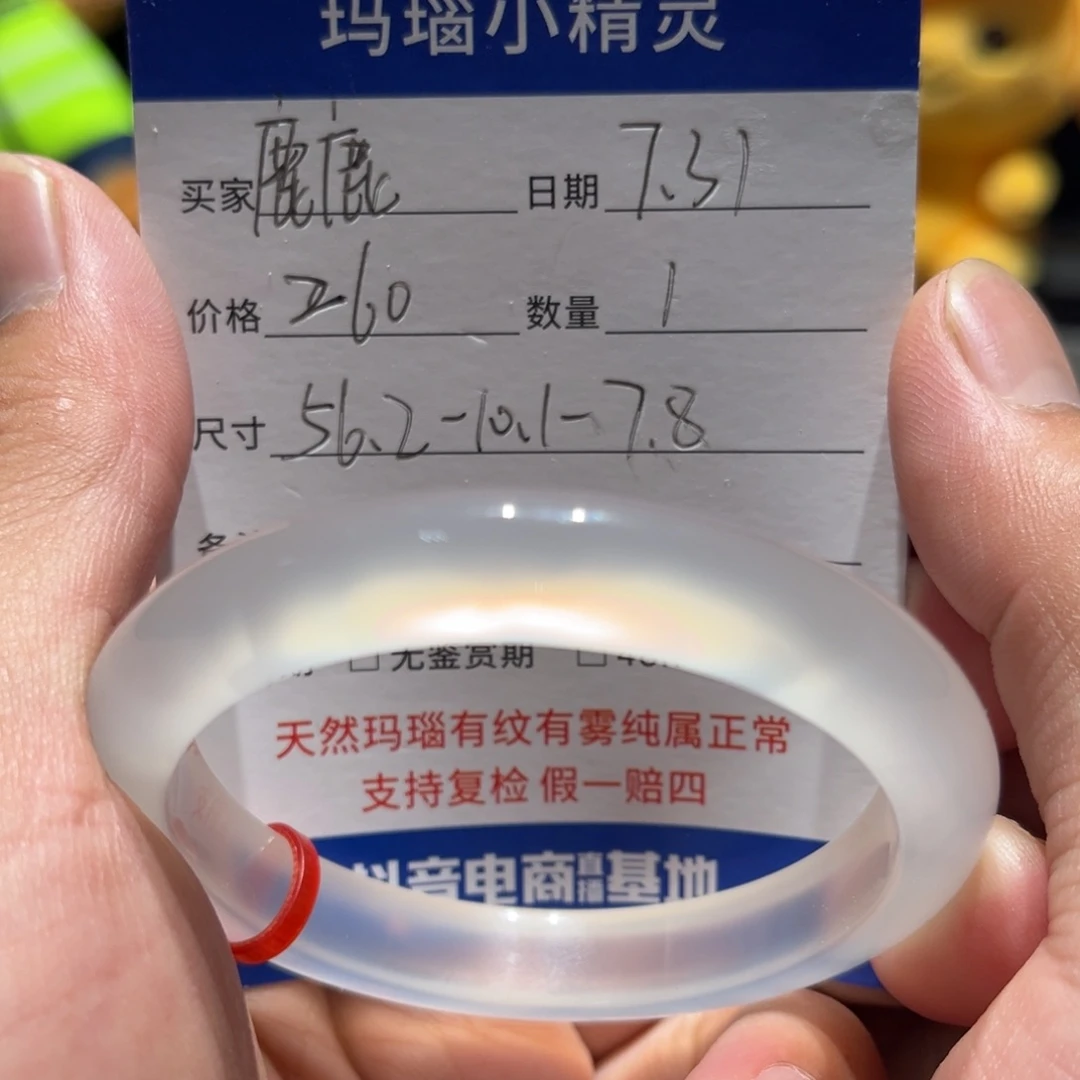 玛瑙小精灵
买家 日期 7.31
价格 260 数量 1
尺寸 56.2-10.1-7.8
无鉴赏期
天然玛瑙有纹有雾纯属正常
支持复检 假一赔四
抖音电商直播基地